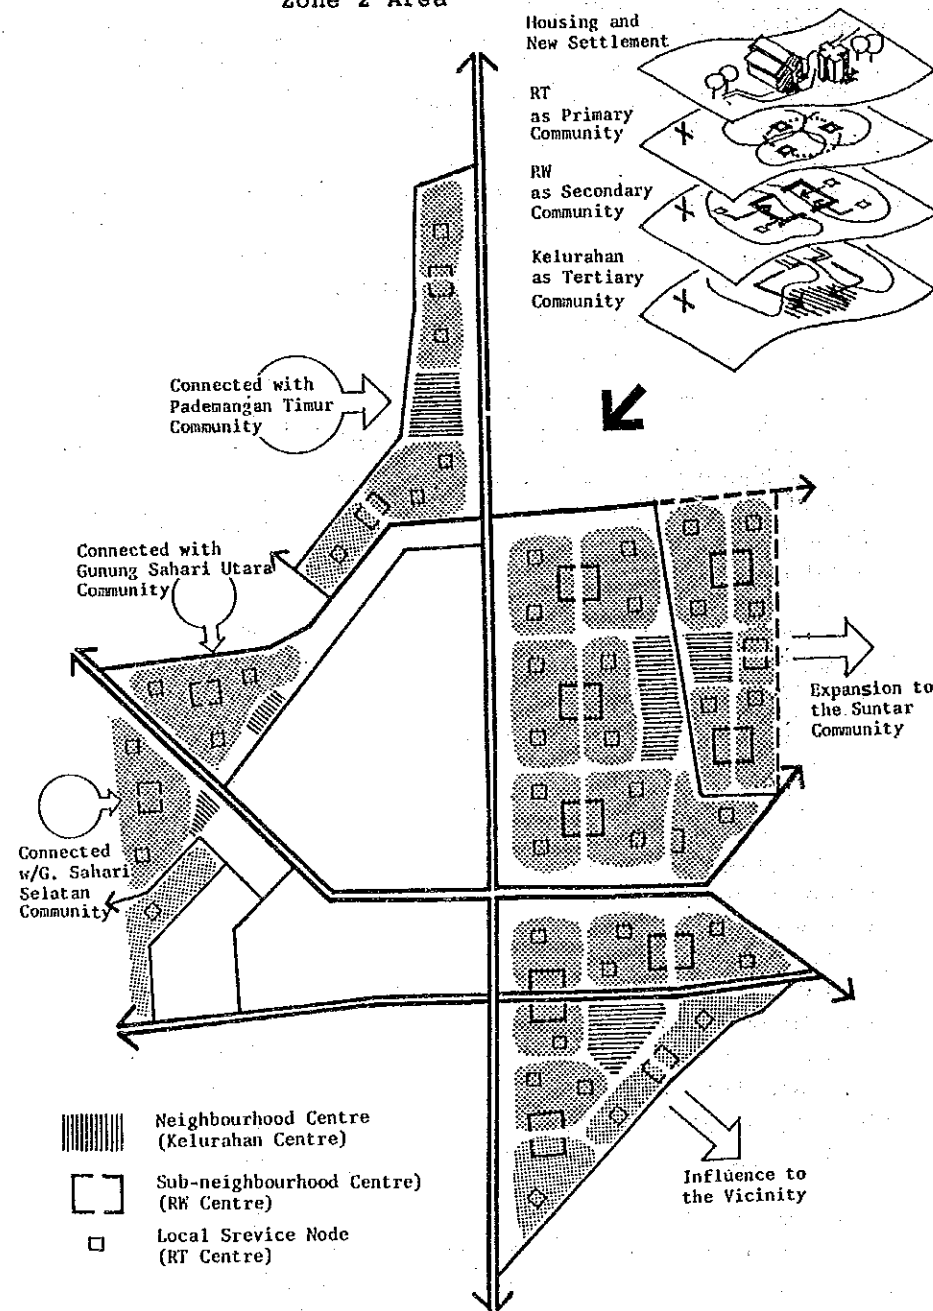 Zone 2 Area
Housing and
New Settlement
RT
as Primary
Community
RW
as Secondary
Community
Kelurahan
as Tertiary
Community
Connected with
Pademangan Timur
Community
Connected with
Gunung Sahari Utara
Community
Expansion to
the Suntar
Community
Connected
w/G. Sahari
Selatan
Community
Influence to
the Vicinity
Neighbourhood Centre
(Kelurahan Centre)
Sub-neighbourhood Centre)
(RW Centre)
Local Srevice Node
(RT Centre)